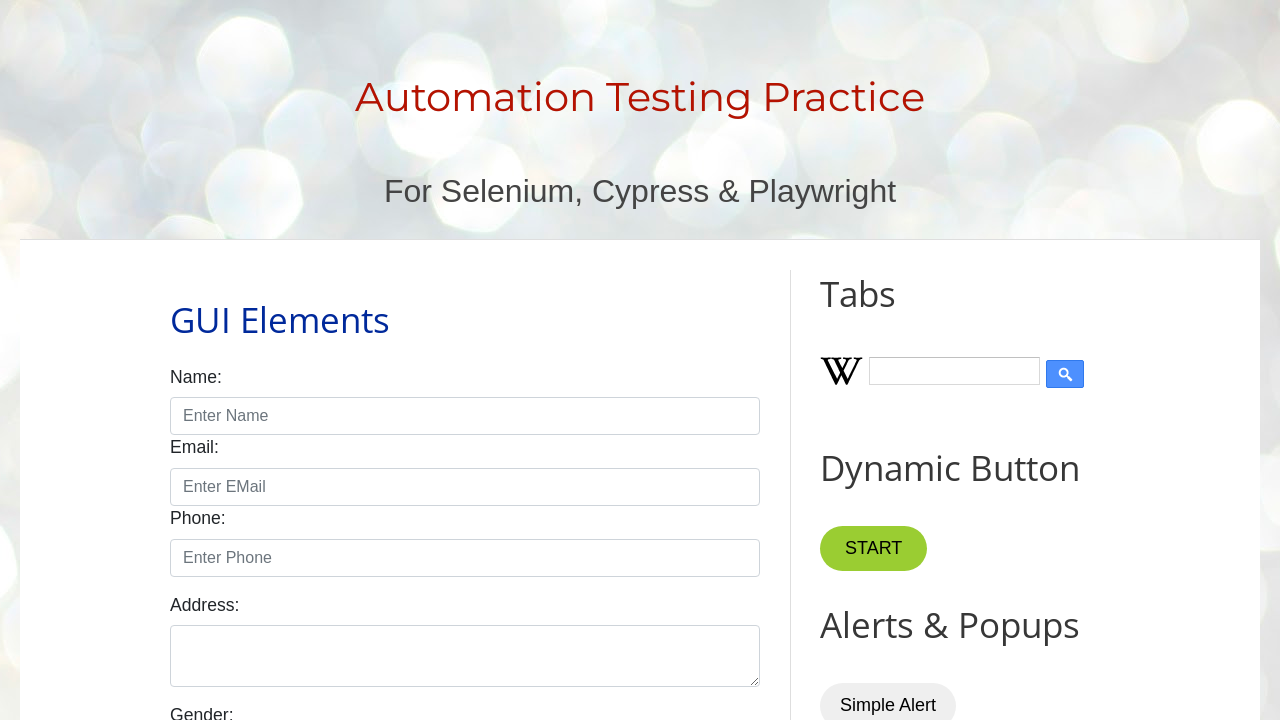 Automation Testing Practice
For Selenium, Cypress & Playwright
GUI Elements
Name:
Enter Name
Email:
Enter EMail
Phone:
Enter Phone
Address:
Gender:
Tabs
W
Dynamic Button
START
Alerts & Popups
Simple Alert